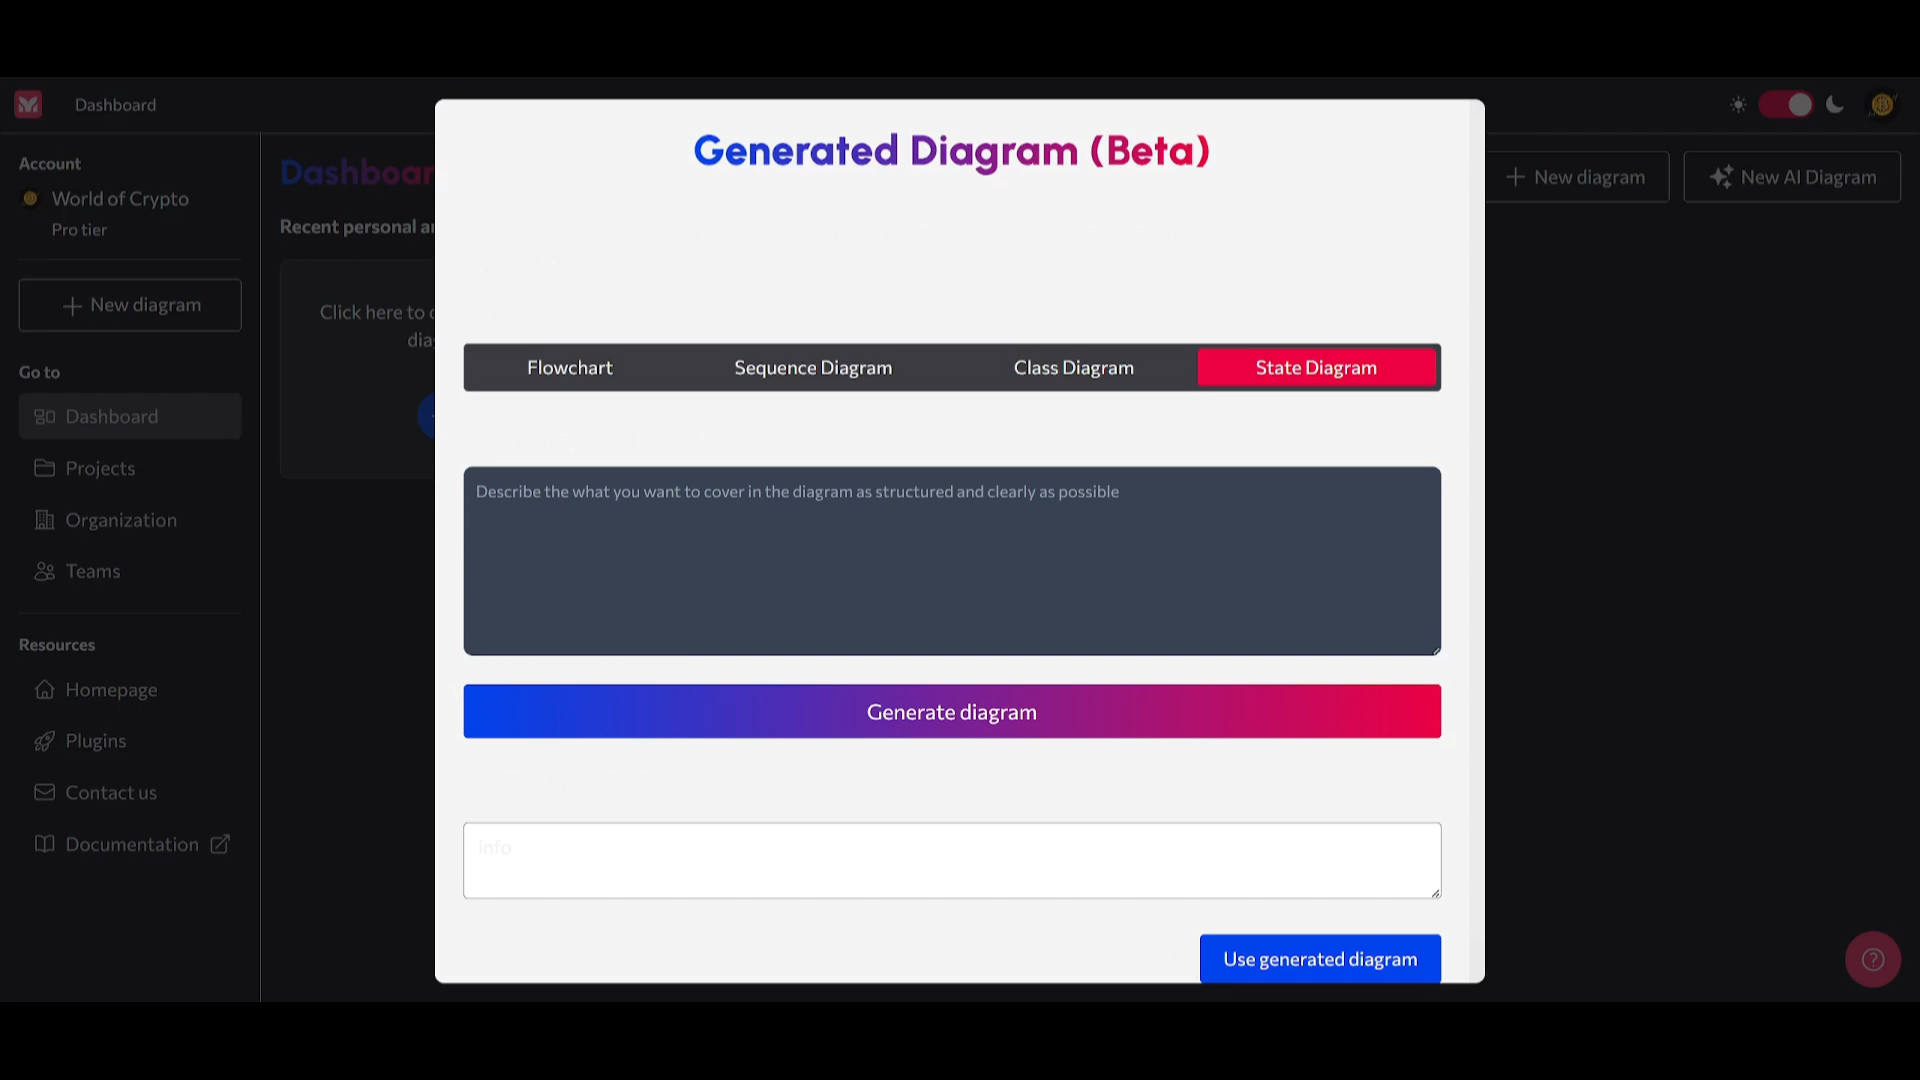 Dashboard
Generated Diagram (Beta)
Account
World of Crypto
Pro tier
Dashboar
New diagram
New AI Diagram
Recent personal a
New diagram
Click here to
dia
Flowchart
Sequence Diagram
Class Diagram
State Diagram
Go to
Dashboard
Projects
Organization
Teams
Describe the what you want to cover in the diagram as structured and clearly as possible
Resources
Homepage
Plugins
Contact us
Documentation
Generate diagram
info
Use generated diagram